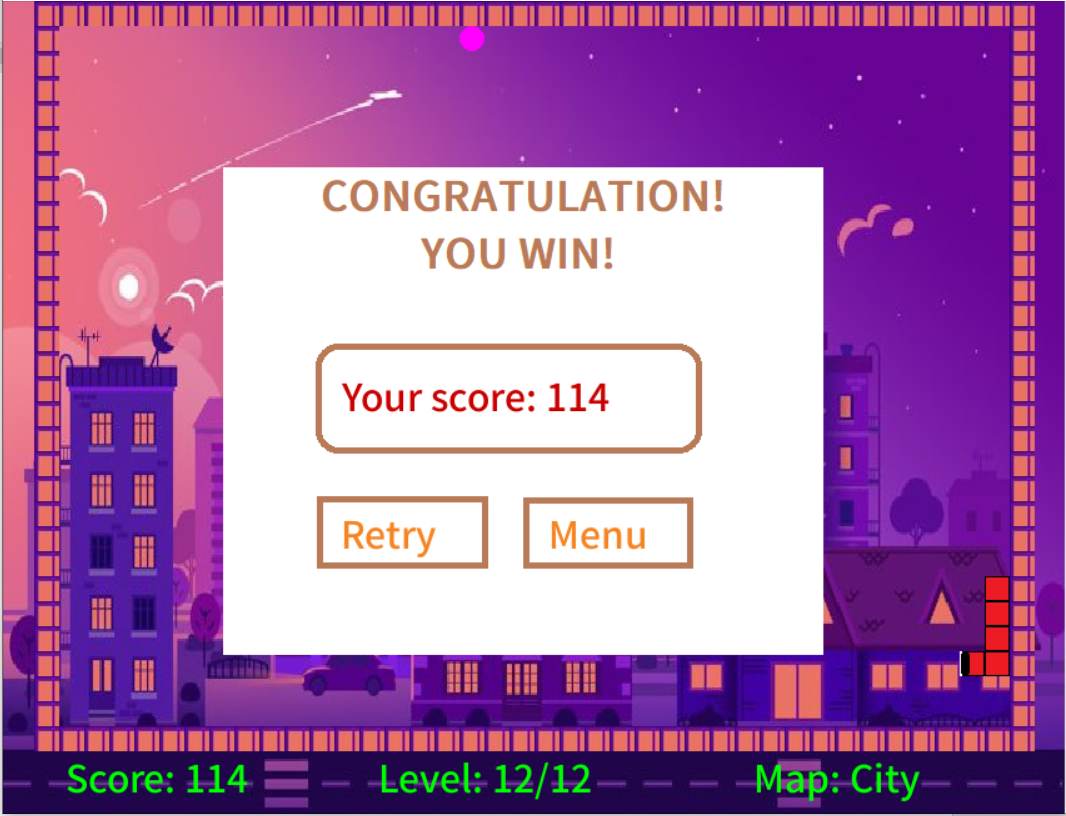 CONGRATULATION!
YOU WIN!
Your score: 114
Retry Menu
Score: 114 Level: 12/12 Map: City